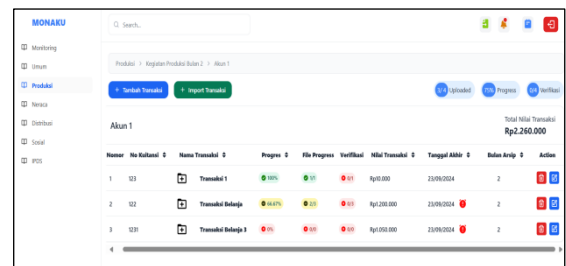 MONAKU
Search..
Monitoring
Umum
Produksi
Neraca
Distribusi
Sosial
IPDS
Produksi > Kegiatan Produksi Bulan 2 > Akun 1
+ Tambah Transaksi
+ Import Transaksi
3/4 Uploaded
75% Progress
0/4 Verifikasi
Akun 1
Total Nilai Transaksi
Rp2.260.000
Nomor No Kuitansi Nama Transaksi Progres File Progress Verifikasi Nilai Transaksi Tanggal Akhir Bulan Arsip Action
1 123 Transaksi 1 100% 1/1 0/1 Rp10.000 23/09/2024 2
2 122 Transaksi Belanja 66.67% 2/3 0/3 Rp1.200.000 23/09/2024 2
3 1231 Transaksi Belanja 3 0% 0/0 0/0 Rp1.050.000 23/09/2024 2